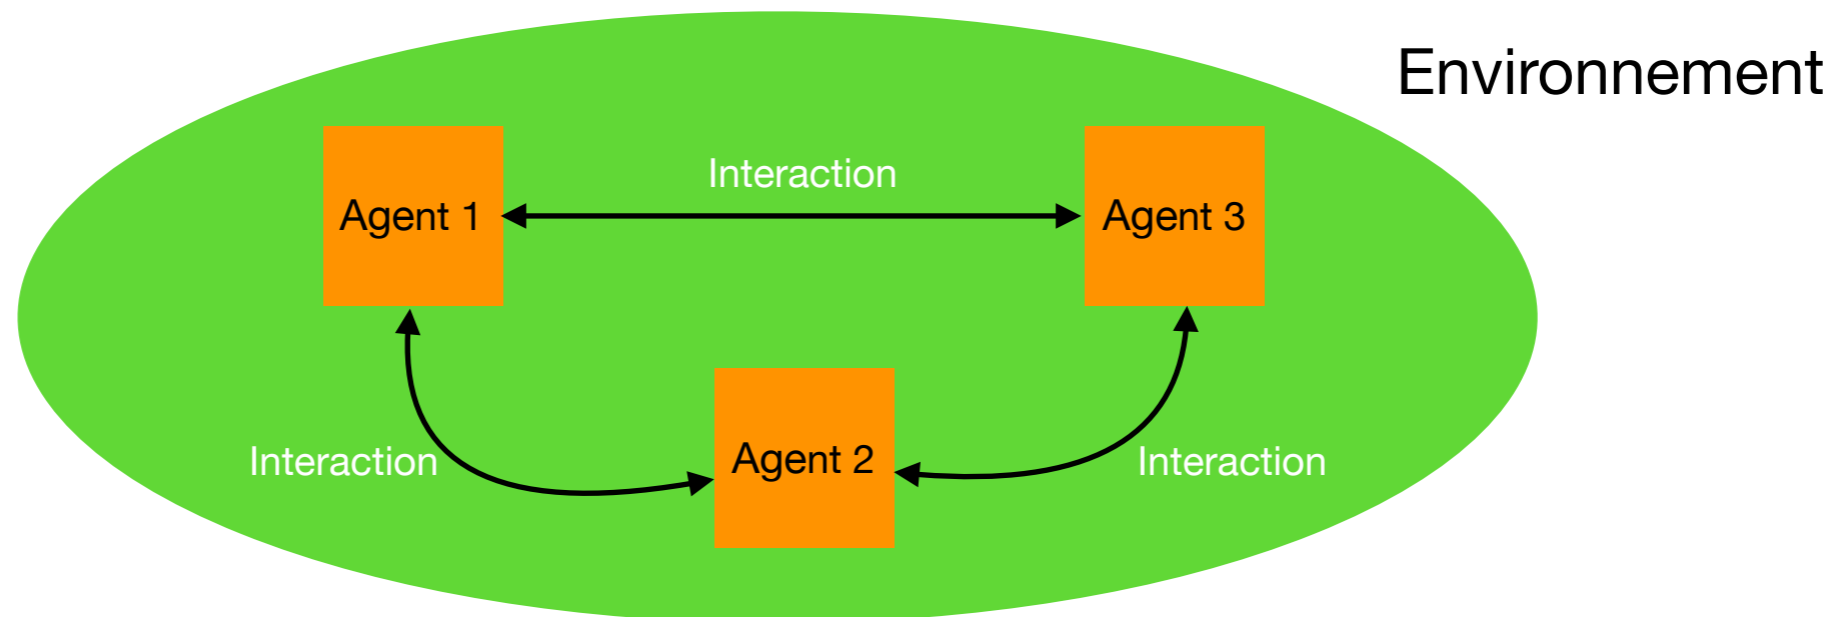 Environnement
Interaction
Agent 1
Agent 3
Interaction
Agent 2
Interaction